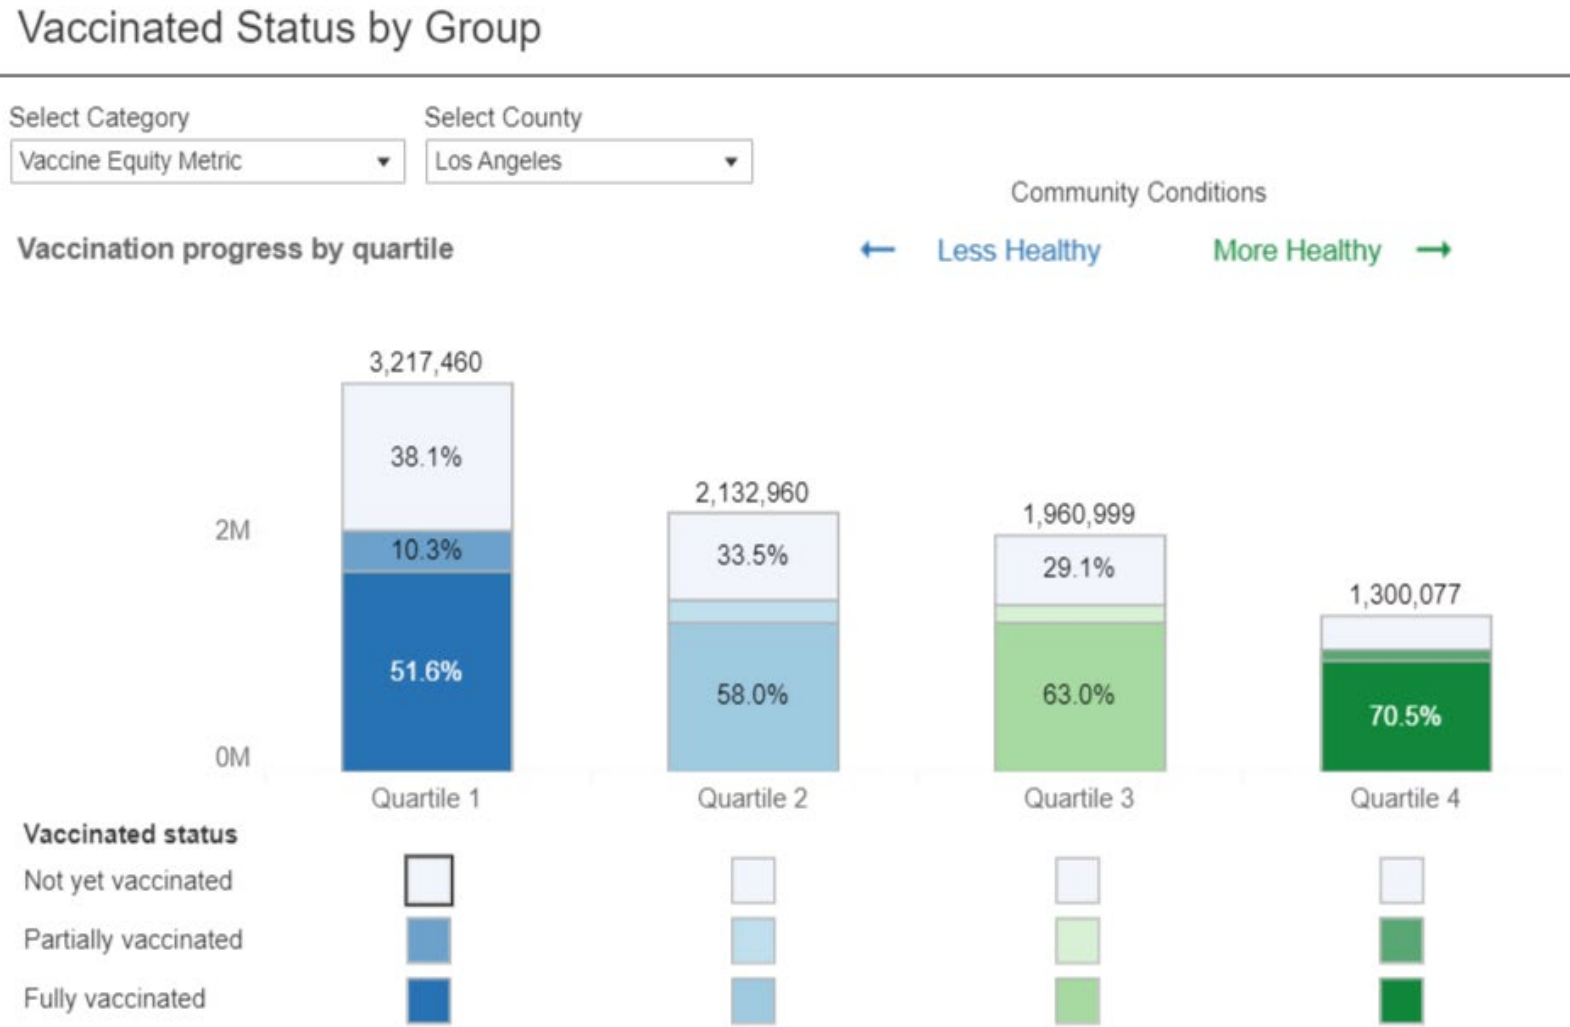 Vaccinated Status by Group
Select Category
Select County
Vaccine Equity Metric
Los Angeles
Community Conditions
Vaccination progress by quartile
← Less Healthy
More Healthy →
3,217,460
38.1%
10.3%
51.6%
2,132,960
33.5%
58.0%
1,960,999
29.1%
63.0%
1,300,077
70.5%
2M
0M
Quartile 1
Quartile 2
Quartile 3
Quartile 4
Vaccinated status
Not yet vaccinated
Partially vaccinated
Fully vaccinated